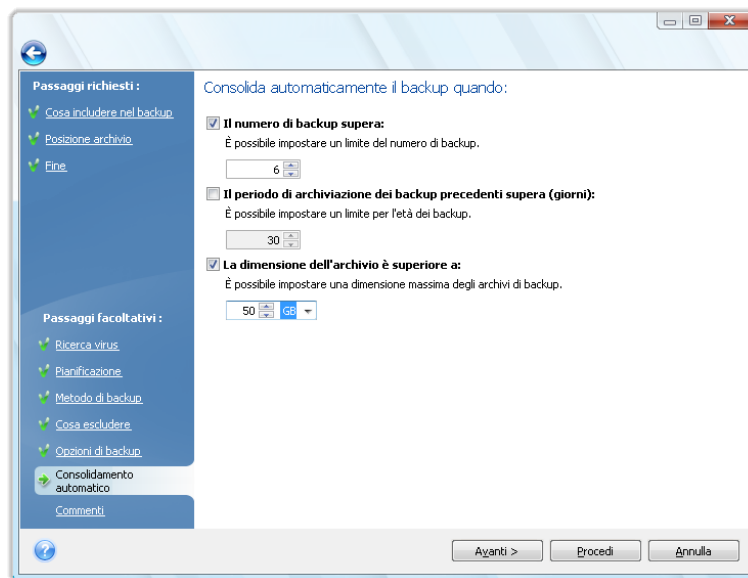 Passaggi richiesti :
Cosa includere nel backup
Posizione archivio
Fine
Passaggi facoltativi :
Ricerca virus
Pianificazione
Metodo di backup
Cosa escludere
Opzioni di backup
Consolidamento
automatico
Commenti
Consolida automaticamente il backup quando:
Il numero di backup supera:
È possibile impostare un limite del numero di backup.
6
Il periodo di archiviazione dei backup precedenti supera (giorni):
È possibile impostare un limite per l'età dei backup.
30
La dimensione dell'archivio è superiore a:
È possibile impostare una dimensione massima degli archivi di backup.
50 GB
Avanti >
Procedi
Annulla